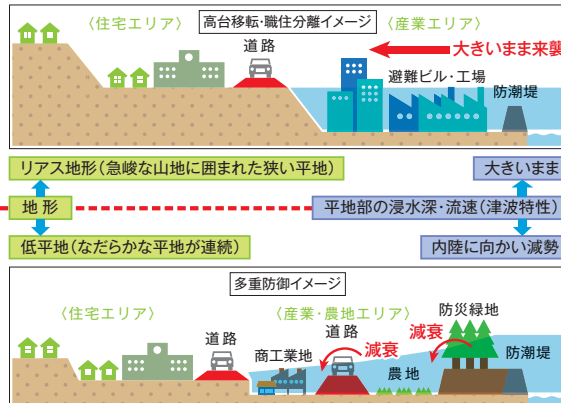 高台移転・職住分離イメージ
〈住宅エリア〉
〈産業エリア〉
道路
大きいまま来襲
避難ビル・工場
防潮堤
リアス地形(急峻な山地に囲まれた狭い平地)
大きいまま
地形
平地部の浸水深・流速(津波特性)
低平地(なだらかな平地が連続)
内陸に向かい減勢
多重防御イメージ
〈住宅エリア〉
〈産業・農地エリア〉
防災緑地
道路
道路
減衰
減衰
商工業地
防潮堤
農地